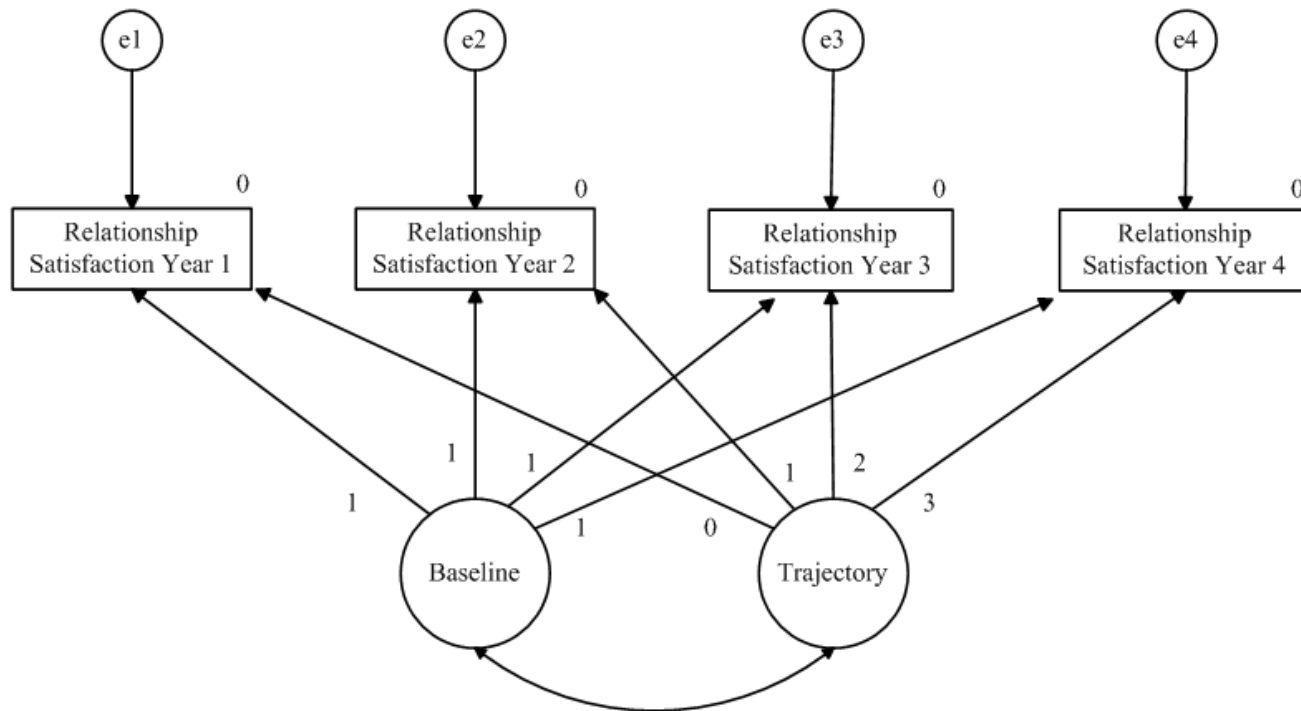 e1
e2
e3
e4
0
0
0
0
Relationship
Satisfaction Year 1
Relationship
Satisfaction Year 2
Relationship
Satisfaction Year 3
Relationship
Satisfaction Year 4
1
1
1
1
0
1
2
3
Baseline
Trajectory